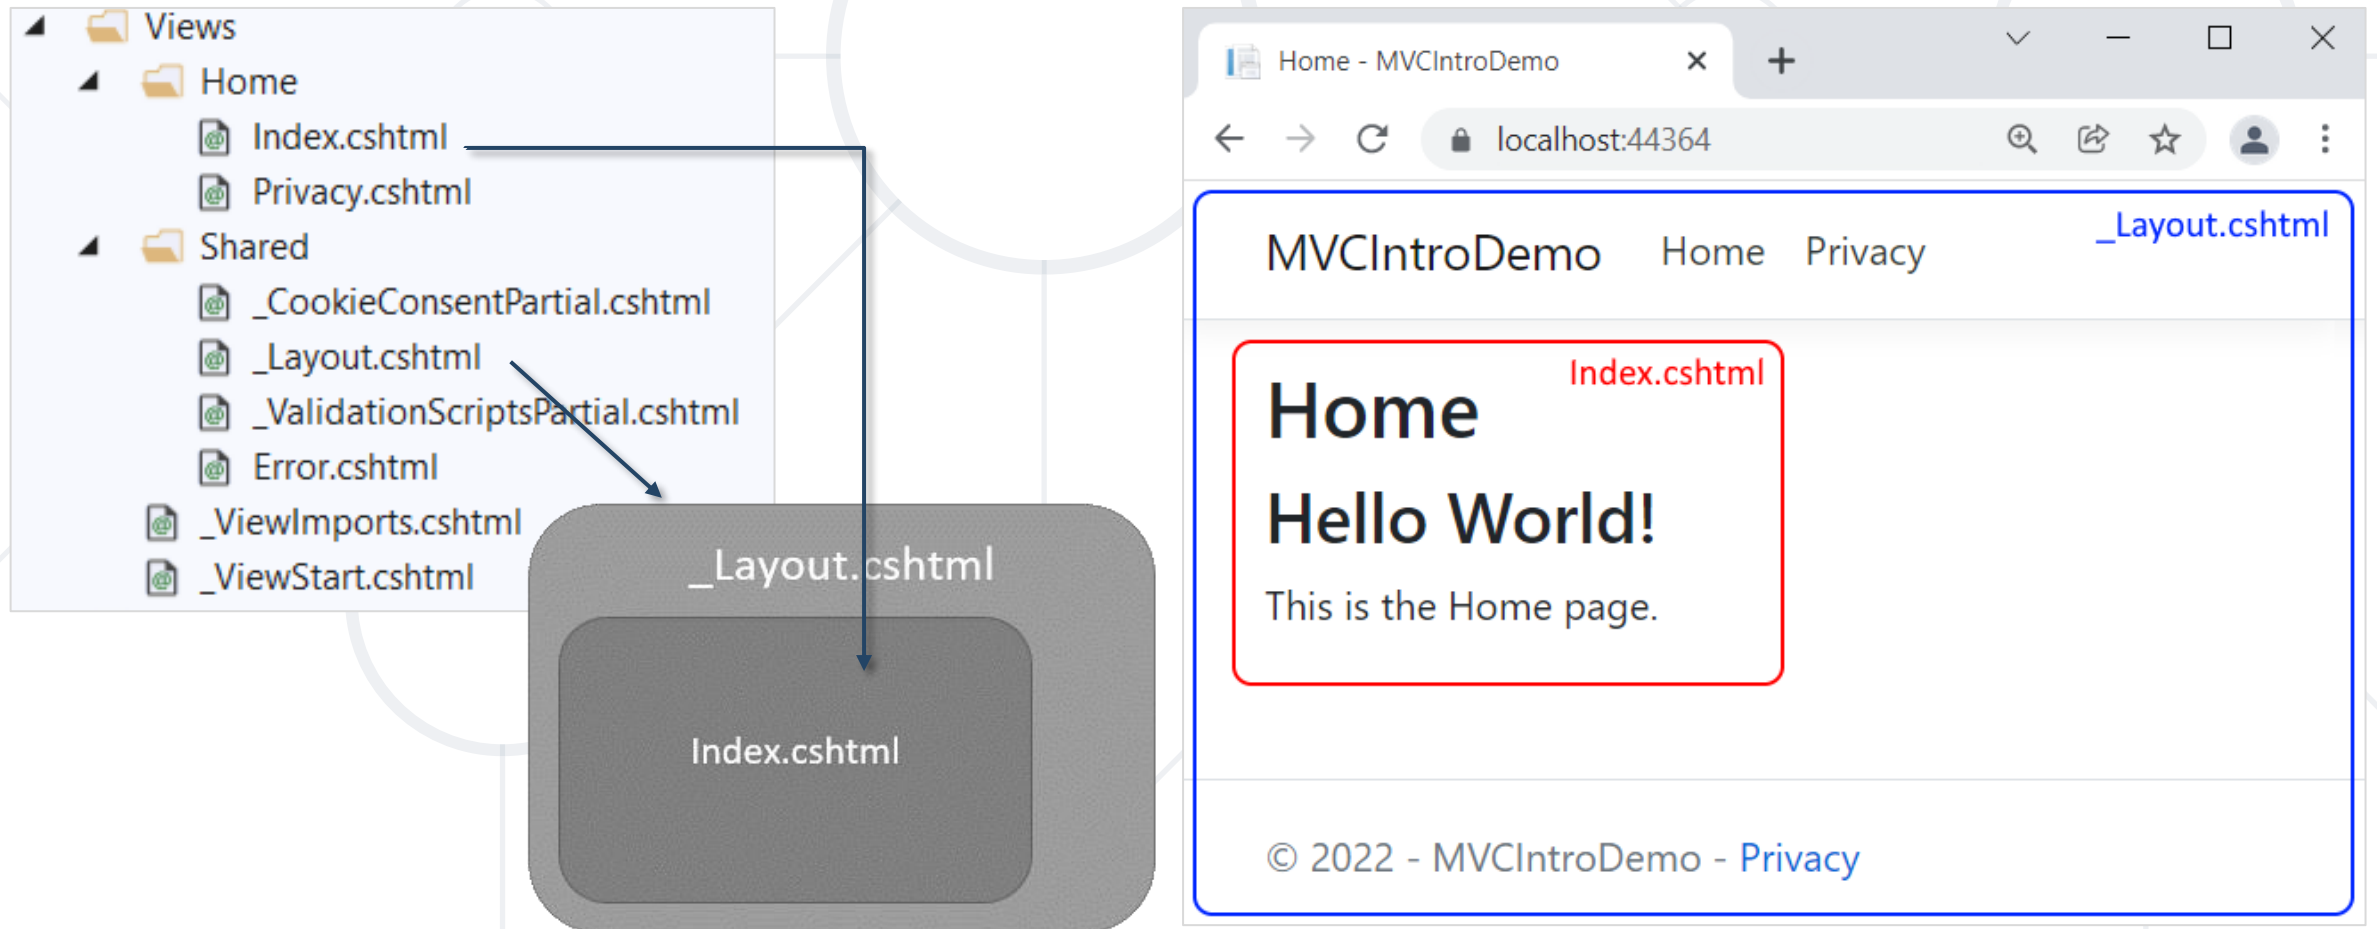 Views
Home
Index.cshtml
Privacy.cshtml
Shared
_CookieConsentPartial.cshtml
_Layout.cshtml
_ValidationScriptsPartial.cshtml
Error.cshtml
_ViewImports.cshtml
_ViewStart.cshtml
_Layout.cshtml
Index.cshtml
Home - MVCIntroDemo
localhost:44364
_Layout.cshtml
MVCIntroDemo Home Privacy
Index.cshtml
Home
Hello World!
This is the Home page.
© 2022 - MVCIntroDemo - Privacy